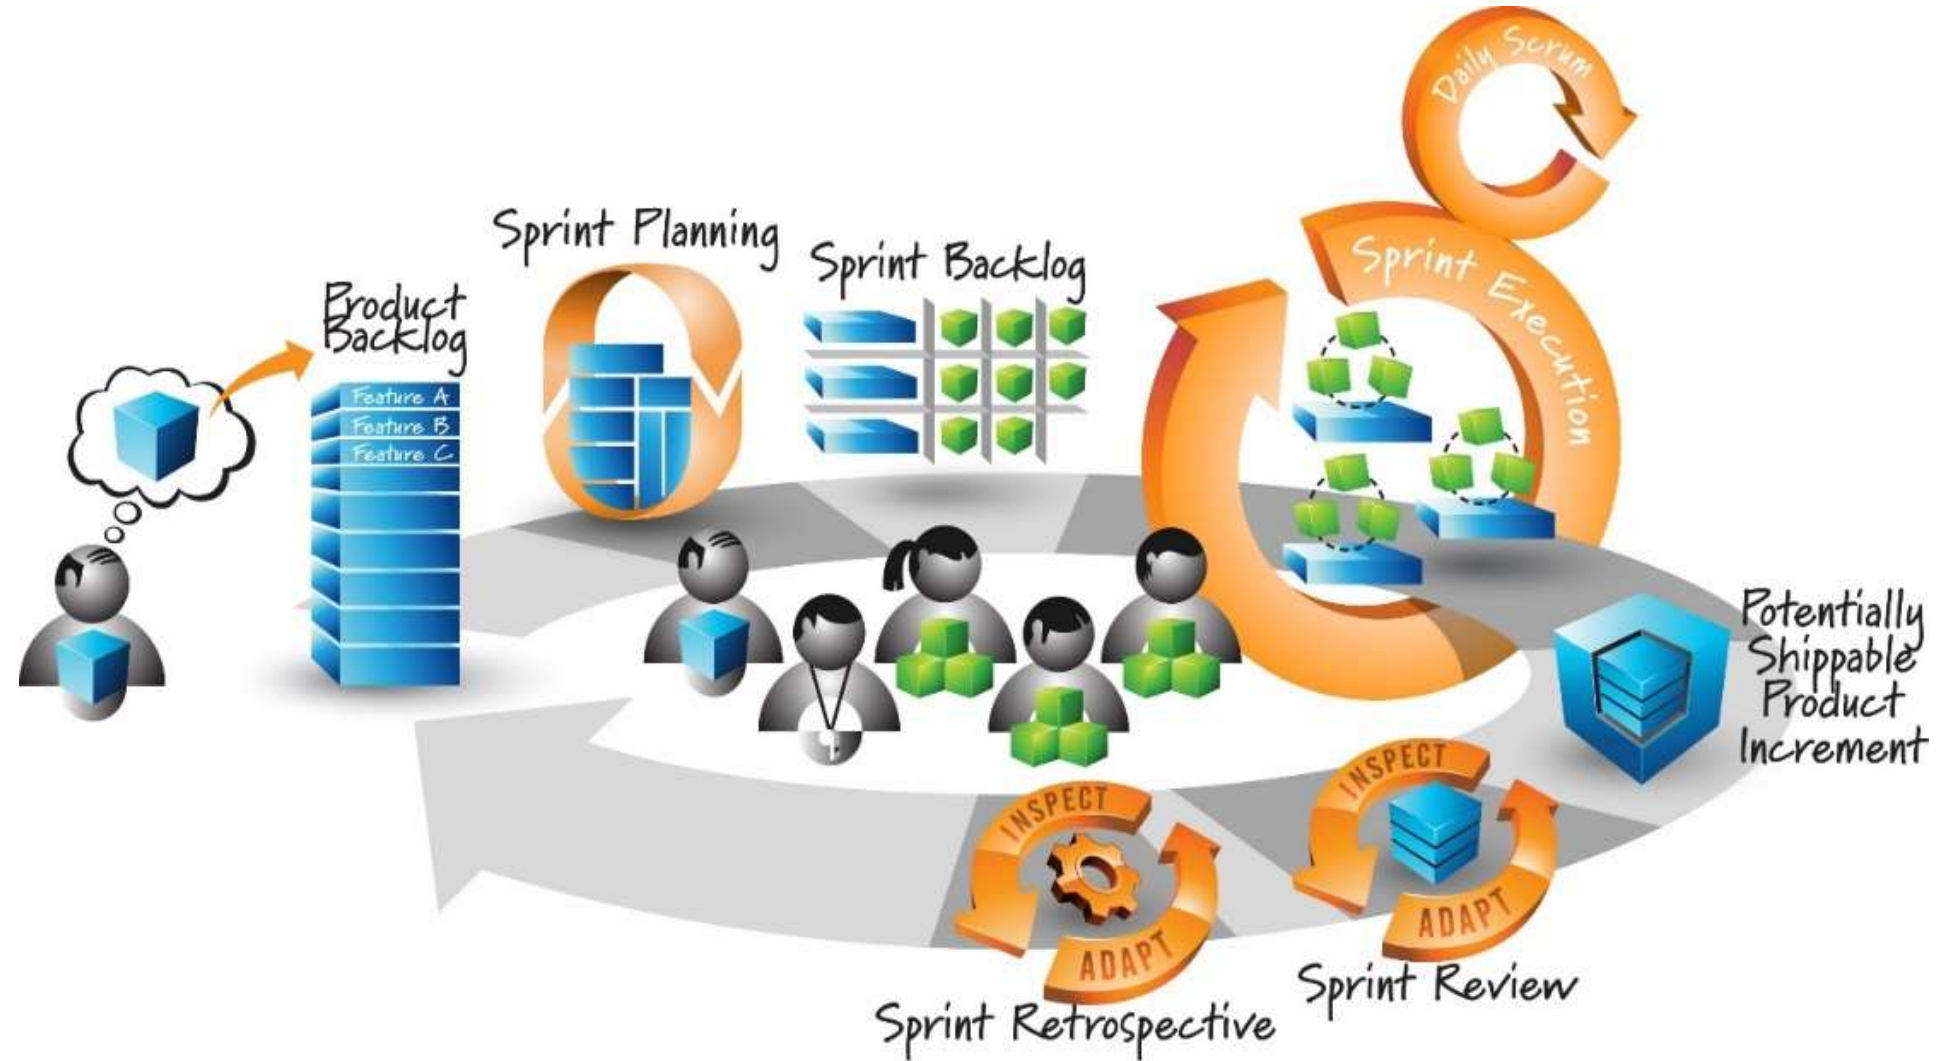 Daily Scrum
Sprint Execution
Sprint Planning
Sprint Backlog
Product
Backlog
Feature A
Feature B
Feature C
Potentially
Shippable
Product
Increment
INSPECT
ADAPT
Sprint Review
INSPECT
ADAPT
Sprint Retrospective